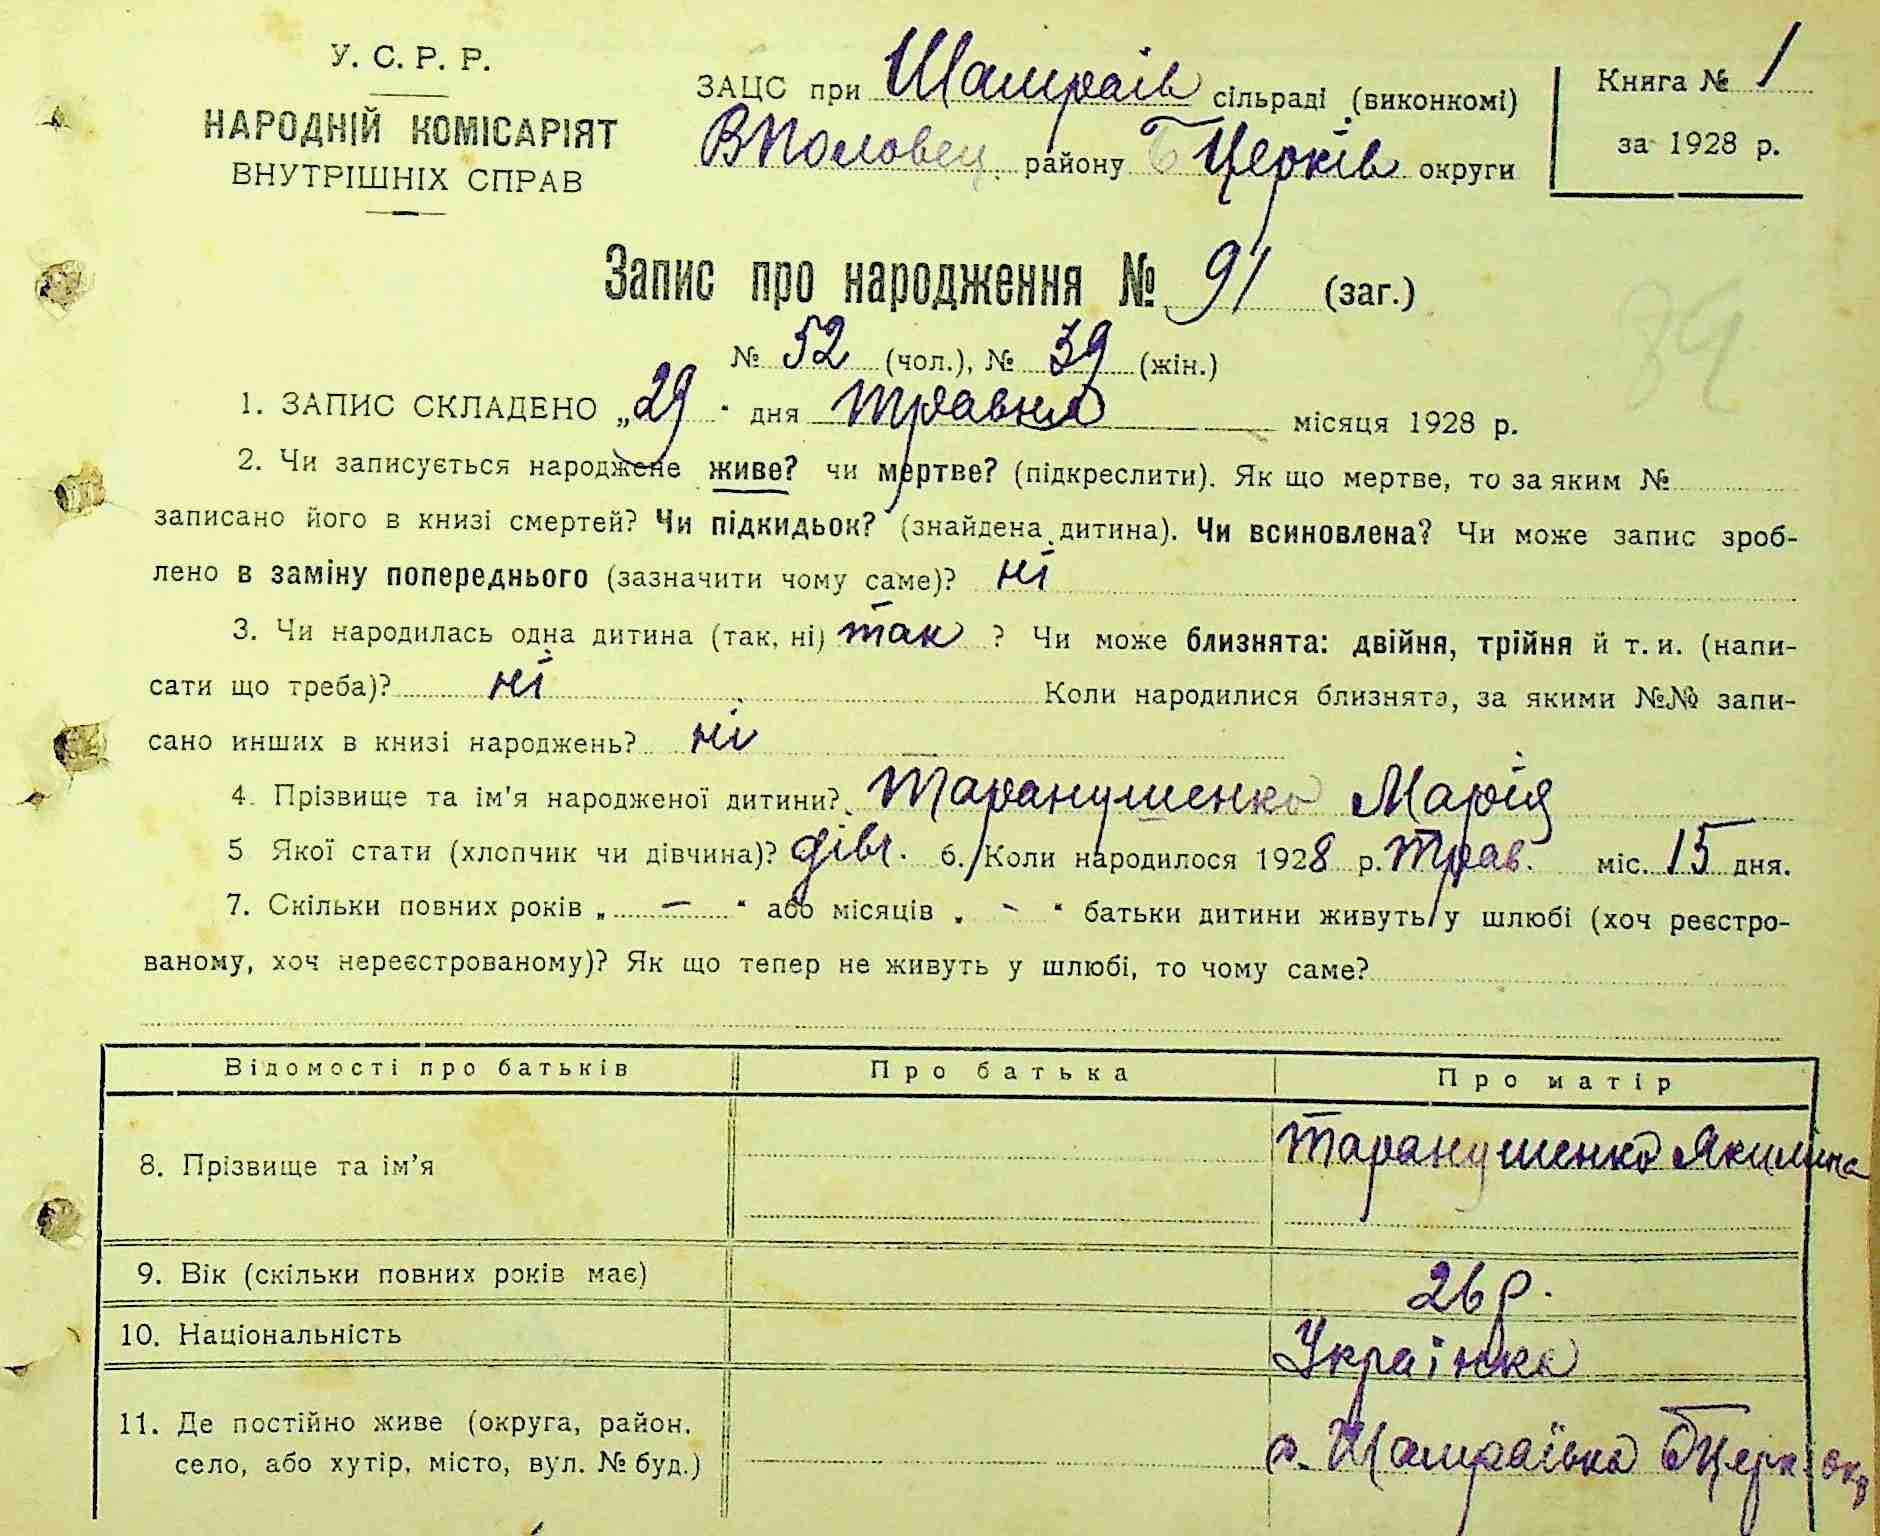 У. С. Р. Р.
НАРОДНІЙ КОМІСАРІЯТ
ВНУТРІШНІХ СПРАВ
ЗАЦС при Шамраїв сільраді (виконкомі)
ВПоловец. району БЦерків округи
Книга № 1
за 1928 р.
Запис про народження № 91 (заг.)
№ 52 (чол.), № 39 (жін.)
84
1. ЗАПИС СКЛАДЕНО „29" дня травня місяця 1928 р.
2. Чи записується народжене живе? чи мертве? (підкреслити). Як що мертве, то за яким №
записано його в книзі смертей? Чи підкидьок? (знайдена дитина). Чи всиновлена? Чи може запис зроб-
лено в заміну попереднього (зазначити чому саме)? ні
3. Чи народилась одна дитина (так, ні) так ? Чи може близнята: двійня, трійня й т. и. (напи-
сати що треба)? ні Коли народилися близнята, за якими №№ запи-
сано инших в книзі народжень? ні
4. Прізвище та ім'я народженої дитини? Таранушенко Марія
5 Якої стати (хлопчик чи дівчина)? дівч. 6. Коли народилося 1928 р. трав. міс. 15 дня.
7. Скільки повних років „ — " або місяців „ - " батьки дитини живуть у шлюбі (хоч реєстро-
ваному, хоч нереєстрованому)? Як що тепер не живуть у шлюбі, то чому саме?
Відомості про батьків Про батька Про матір
8. Прізвище та ім'я Таранушенко Якилина
9. Вік (скільки повних років має) 26 р.
10. Національність Українка
11. Де постійно живе (округа, район,
село, або хутір, місто, вул. № буд.) с. Шамраївка БЦерк. окр